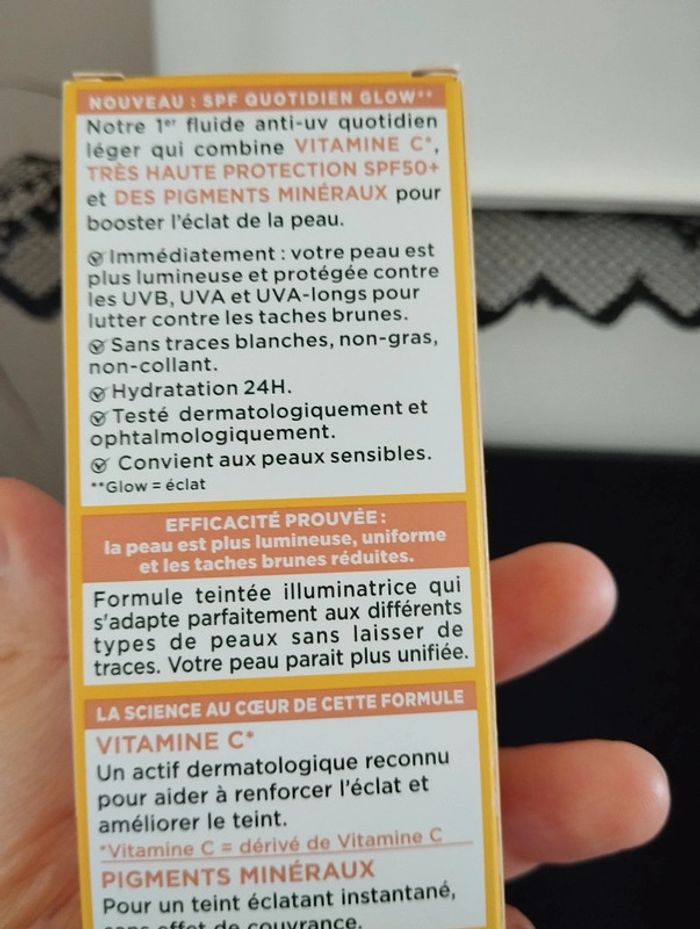 NOUVEAU : SPF QUOTIDIEN GLOW**
Notre 1er fluide anti-uv quotidien
léger qui combine VITAMINE C*,
TRÈS HAUTE PROTECTION SPF50+
et DES PIGMENTS MINÉRAUX pour
booster l'éclat de la peau.
Immédiatement : votre peau est
plus lumineuse et protégée contre
les UVB, UVA et UVA-longs pour
lutter contre les taches brunes.
Sans traces blanches, non-gras,
non-collant.
Hydratation 24H.
Testé dermatologiquement et
ophtalmologiquement.
Convient aux peaux sensibles.
**Glow = éclat
EFFICACITÉ PROUVÉE :
la peau est plus lumineuse, uniforme
et les taches brunes réduites.
Formule teintée illuminatrice qui
s'adapte parfaitement aux différents
types de peaux sans laisser de
traces. Votre peau parait plus unifiée.
LA SCIENCE AU CŒUR DE CETTE FORMULE
VITAMINE C*
Un actif dermatologique reconnu
pour aider à renforcer l'éclat et
améliorer le teint.
*Vitamine C = dérivé de Vitamine C
PIGMENTS MINÉRAUX
Pour un teint éclatant instantané,
sans effet de couvrance.